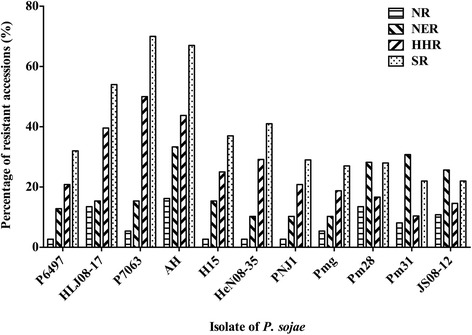 Percentage of resistant accessions (%)
80
60
40
20
0
NR
NER
HHR
SR
P6497
HLJ08-17
P7063
AH
H15
HeN08-35
PNJ1
Pmg
Pm28
Pm31
JS08-12
Isolate of P. sojae